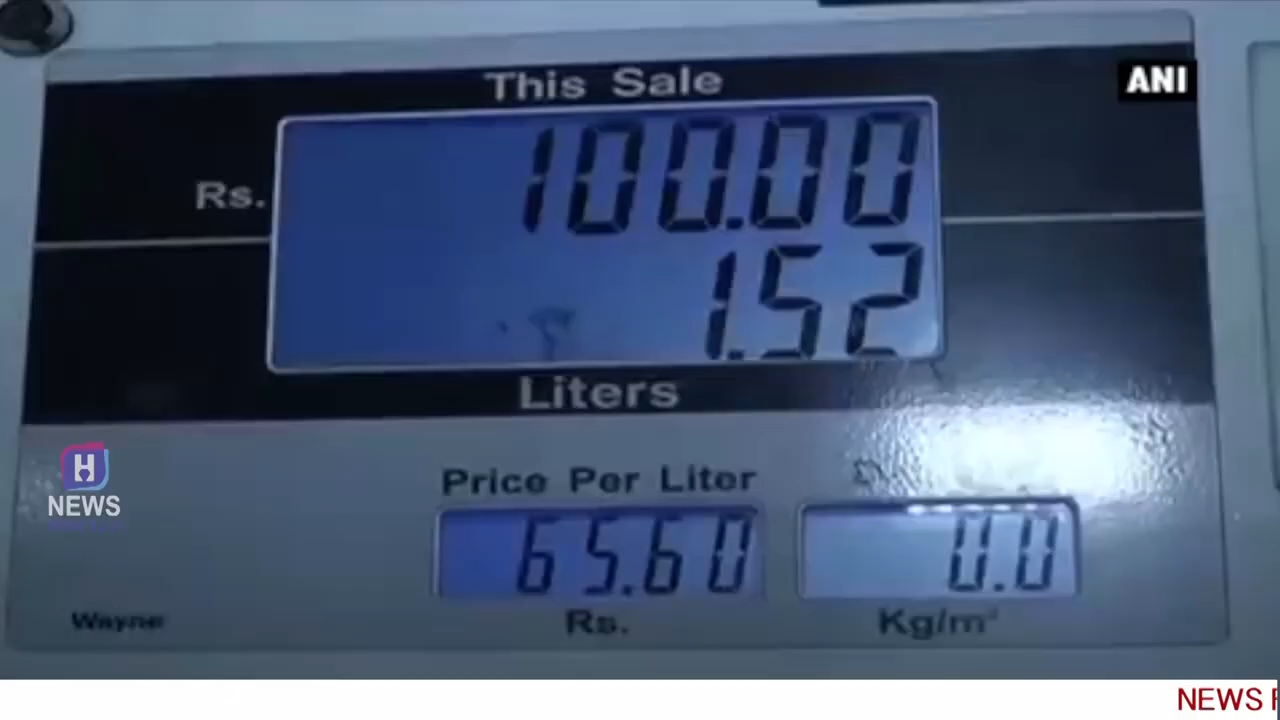 This Sale
ANI
Rs.
100.00
1.52
Liters
H
NEWS
Price Per Liter
65.60
0.0
Wayne
Rs.
Kg/m³
NEWS